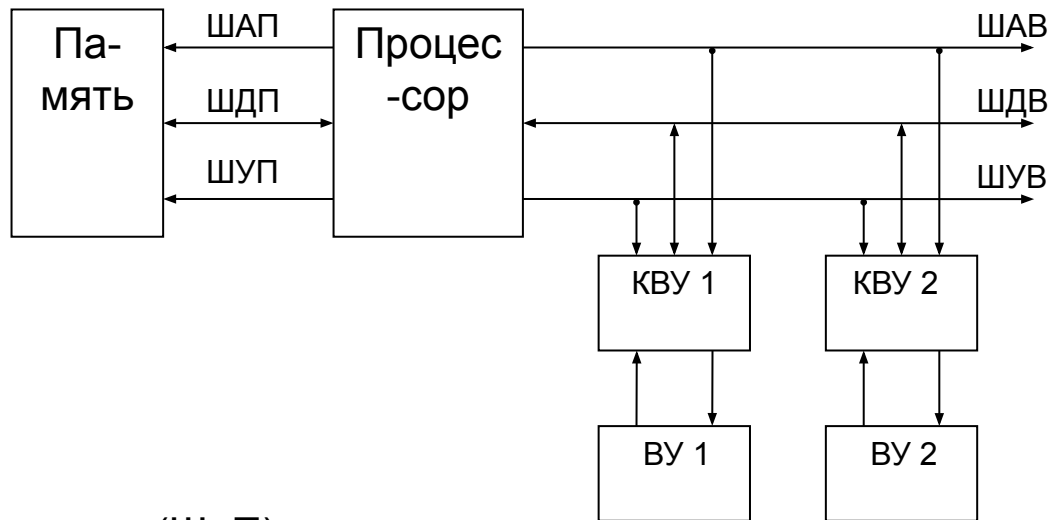 Па-
мять
ШАП
ШДП
ШУП
Процес
-сор
ШАВ
ШДВ
ШУВ
КВУ 1
КВУ 2
ВУ 1
ВУ 2